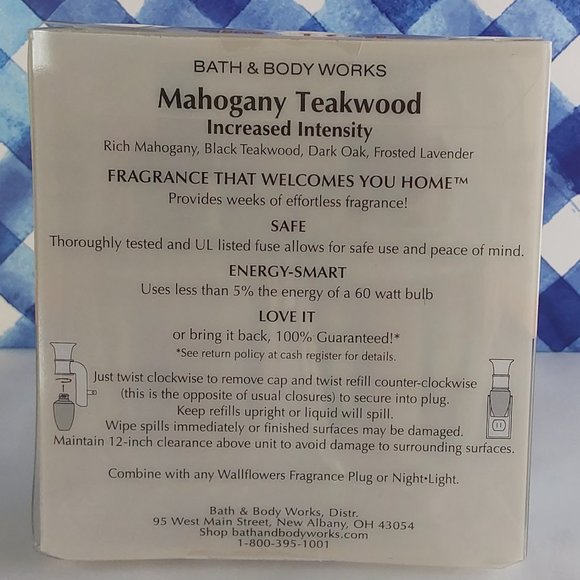 BATH & BODY WORKS
Mahogany Teakwood
Increased Intensity
Rich Mahogany, Black Teakwood, Dark Oak, Frosted Lavender
FRAGRANCE THAT WELCOMES YOU HOME™
Provides weeks of effortless fragrance!
SAFE
Thoroughly tested and UL listed fuse allows for safe use and peace of mind.
ENERGY-SMART
Uses less than 5% the energy of a 60 watt bulb
LOVE IT
or bring it back, 100% Guaranteed!*
*See return policy at cash register for details.
Just twist clockwise to remove cap and twist refill counter-clockwise
(this is the opposite of usual closures) to secure into plug.
Keep refills upright or liquid will spill.
Wipe spills immediately or finished surfaces may be damaged.
Maintain 12-inch clearance above unit to avoid damage to surrounding surfaces.
Combine with any Wallflowers Fragrance Plug or Night•Light.
Bath & Body Works, Distr.
95 West Main Street, New Albany, OH 43054
Shop bathandbodyworks.com
1-800-395-1001